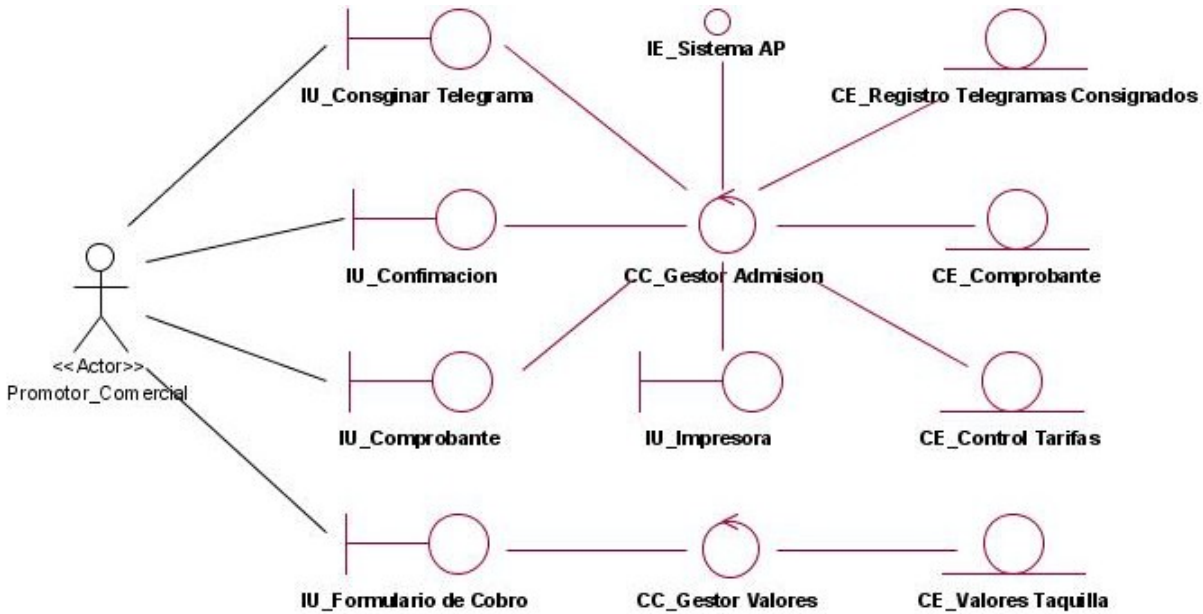 IU_Consginar Telegrama
IE_Sistema AP
CE_Registro Telegramas Consignados
IU_Confimacion
CC_Gestor Admision
CE_Comprobante
<<Actor>>
Promotor_Comercial
IU_Comprobante
IU_Impresora
CE_Control Tarifas
IU_Formulario de Cobro
CC_Gestor Valores
CE_Valores Taquilla